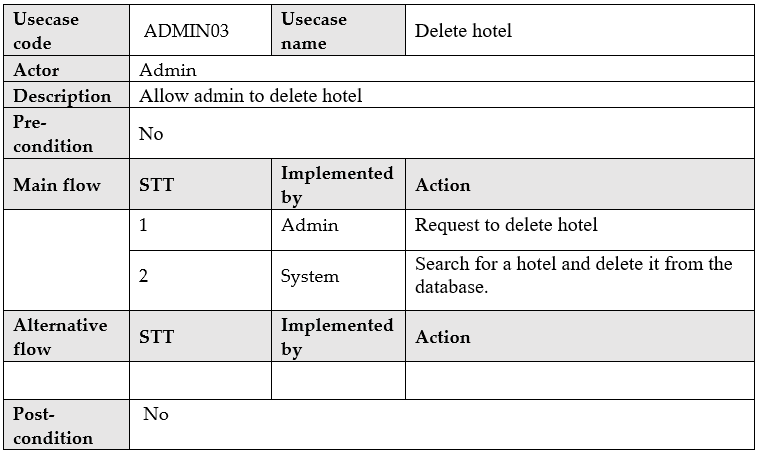 Usecase code ADMIN03 Usecase name Delete hotel
Actor Admin
Description Allow admin to delete hotel
Pre-condition No
Main flow STT Implemented by Action
1 Admin Request to delete hotel
2 System Search for a hotel and delete it from the
database.
Alternative flow STT Implemented by Action
Post-condition No